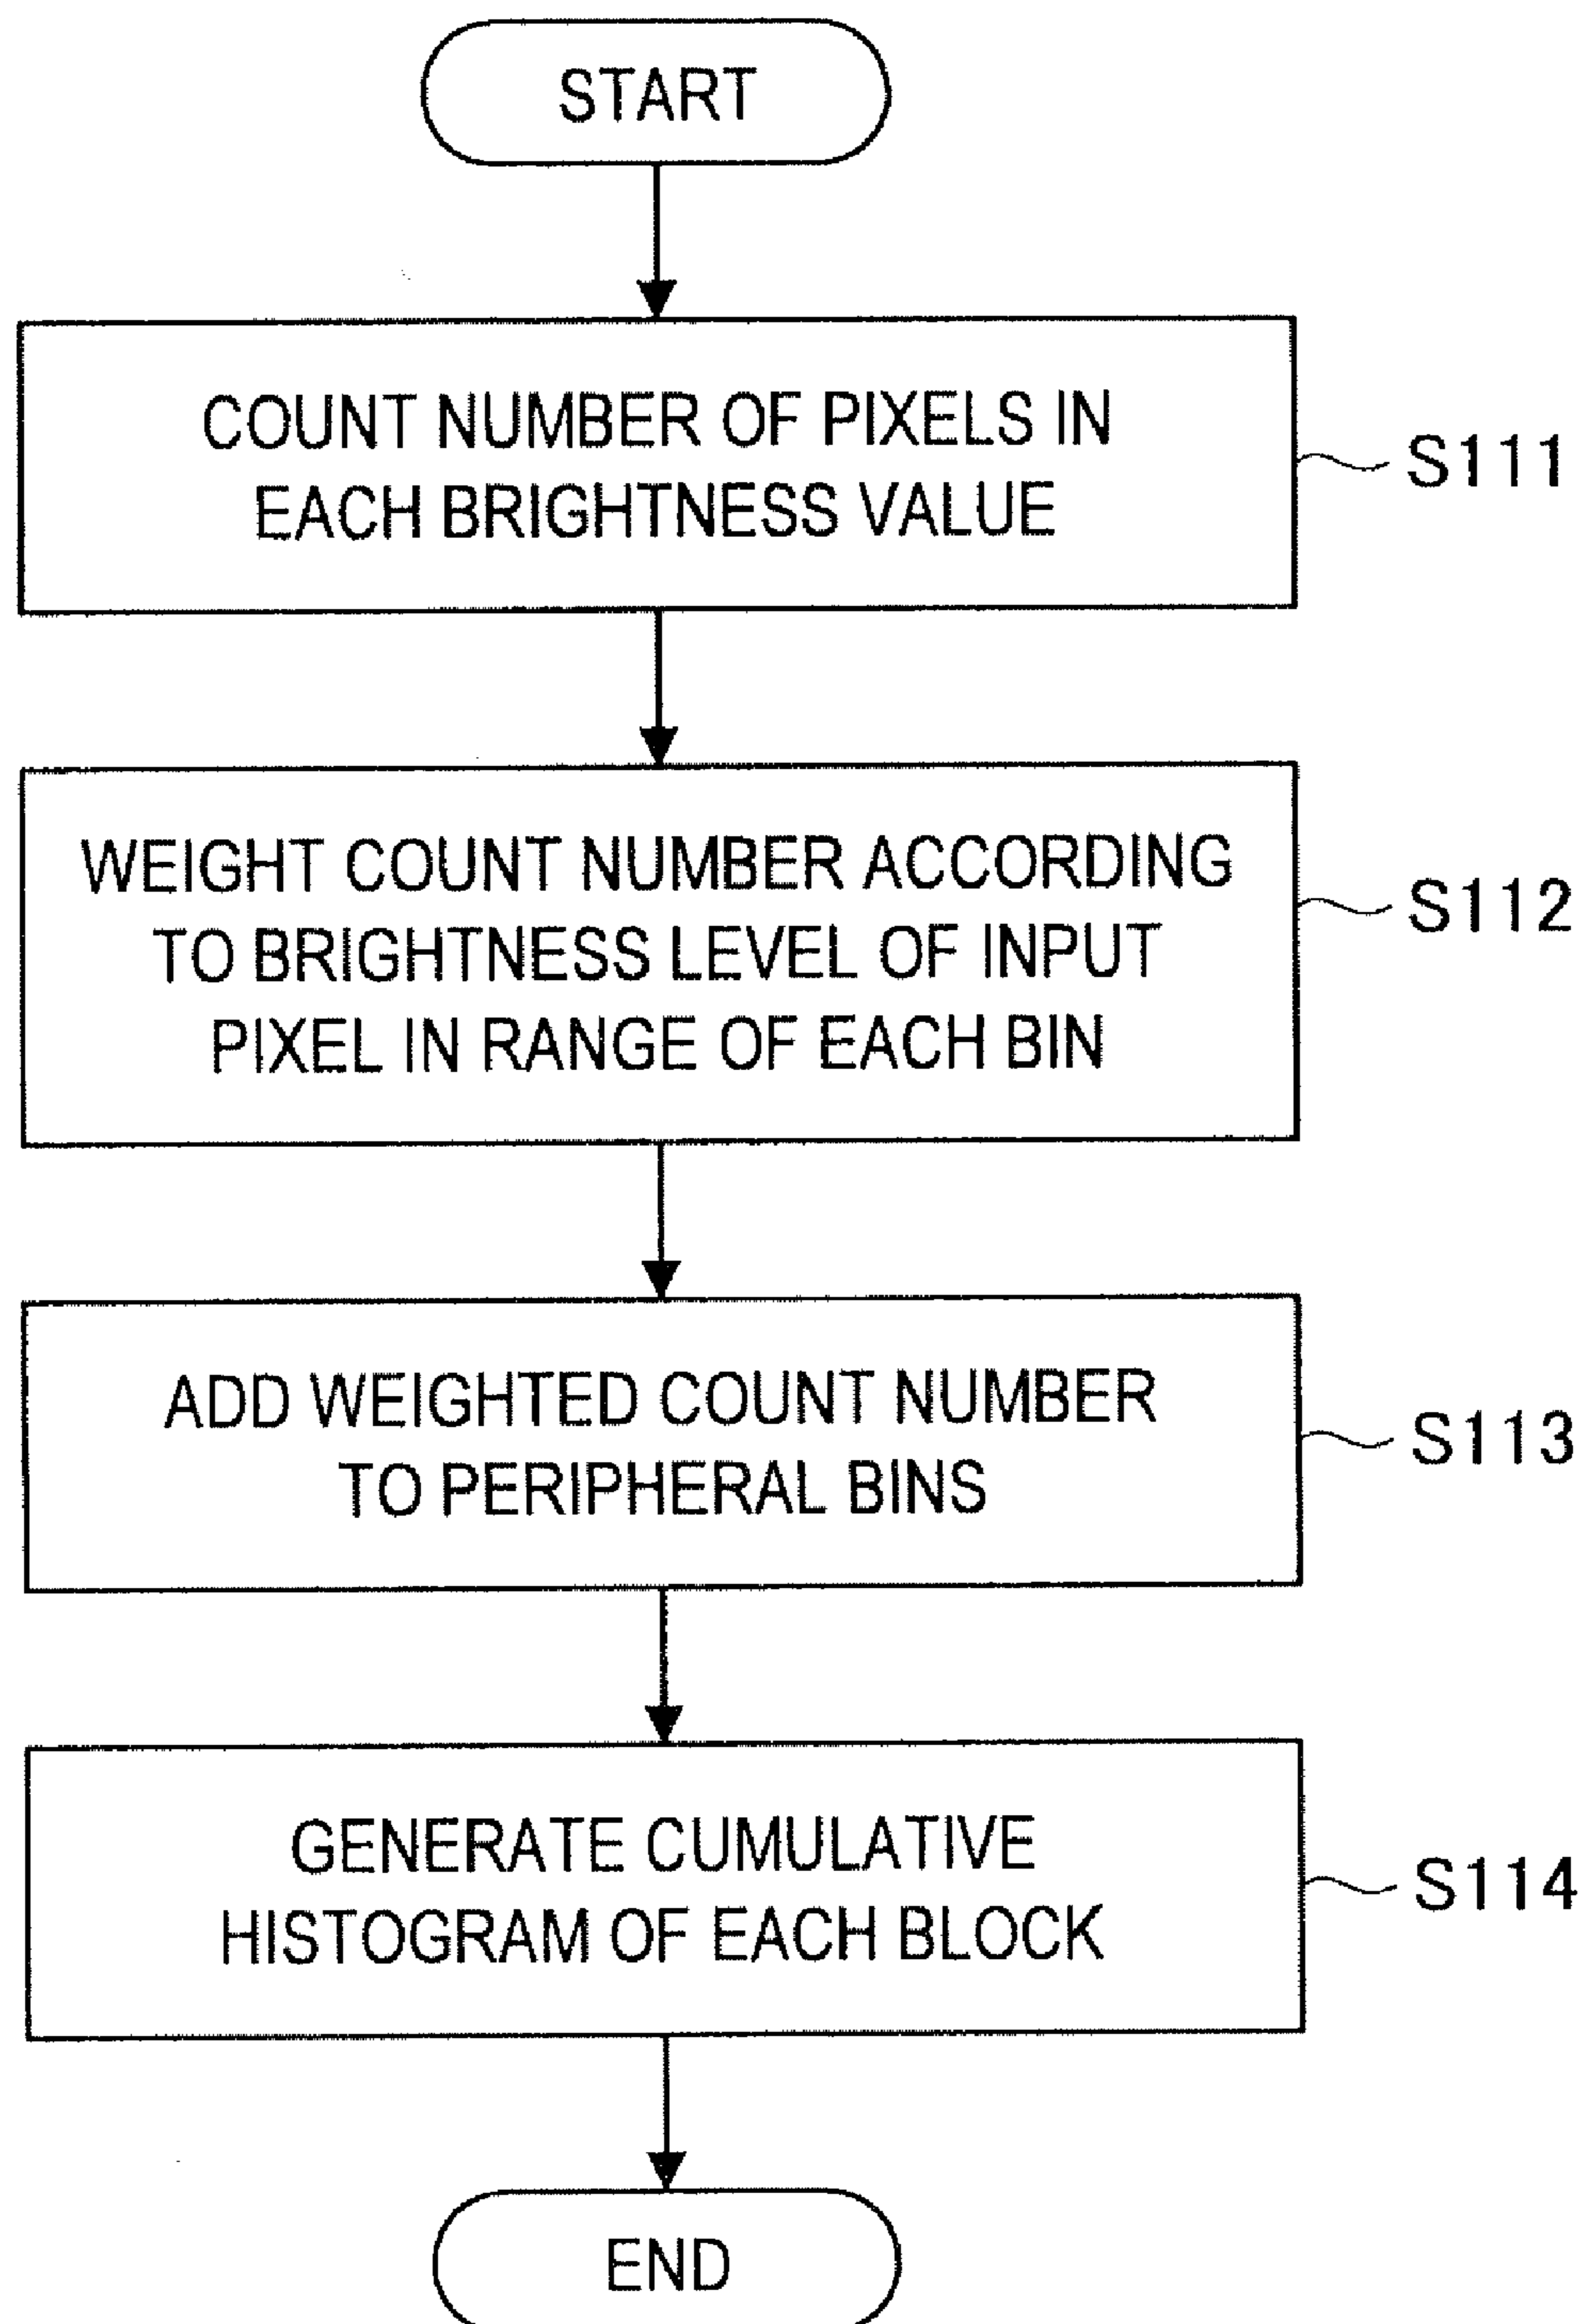 START
COUNT NUMBER OF PIXELS IN
EACH BRIGHTNESS VALUE
S111
WEIGHT COUNT NUMBER ACCORDING
TO BRIGHTNESS LEVEL OF INPUT
PIXEL IN RANGE OF EACH BIN
S112
ADD WEIGHTED COUNT NUMBER
TO PERIPHERAL BINS
S113
GENERATE CUMULATIVE
HISTOGRAM OF EACH BLOCK
S114
END